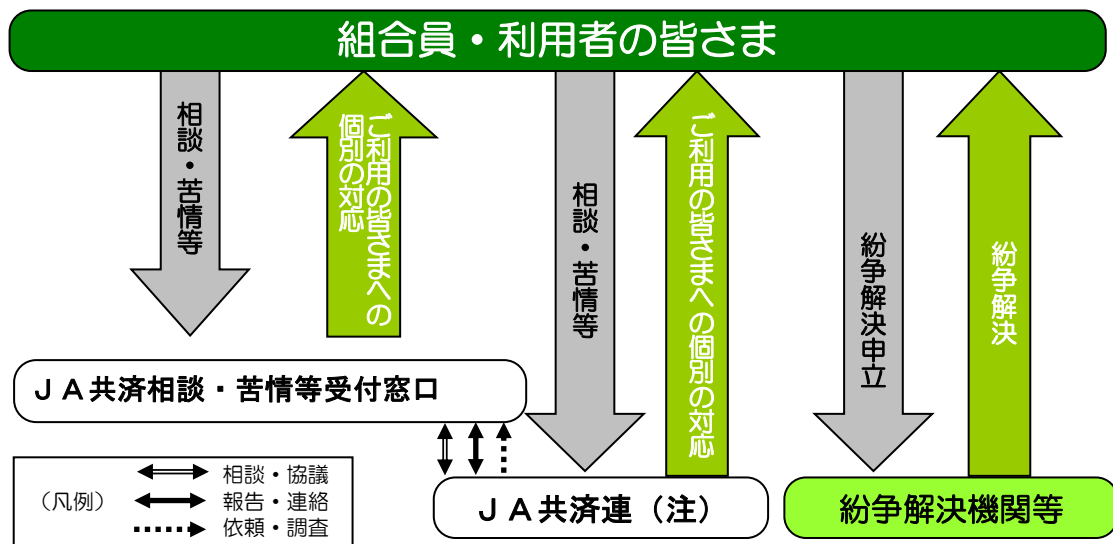 組合員・利用者の皆さま
相談・苦情等
ご利用の皆さまへの
個別の対応
相談・苦情等
ご利用の皆さまへの個別の対応
紛争解決申立
紛争解決
ＪＡ共済相談・苦情等受付窓口
ＪＡ共済連（注）
紛争解決機関等
（凡例）
相談・協議
報告・連絡
依頼・調査